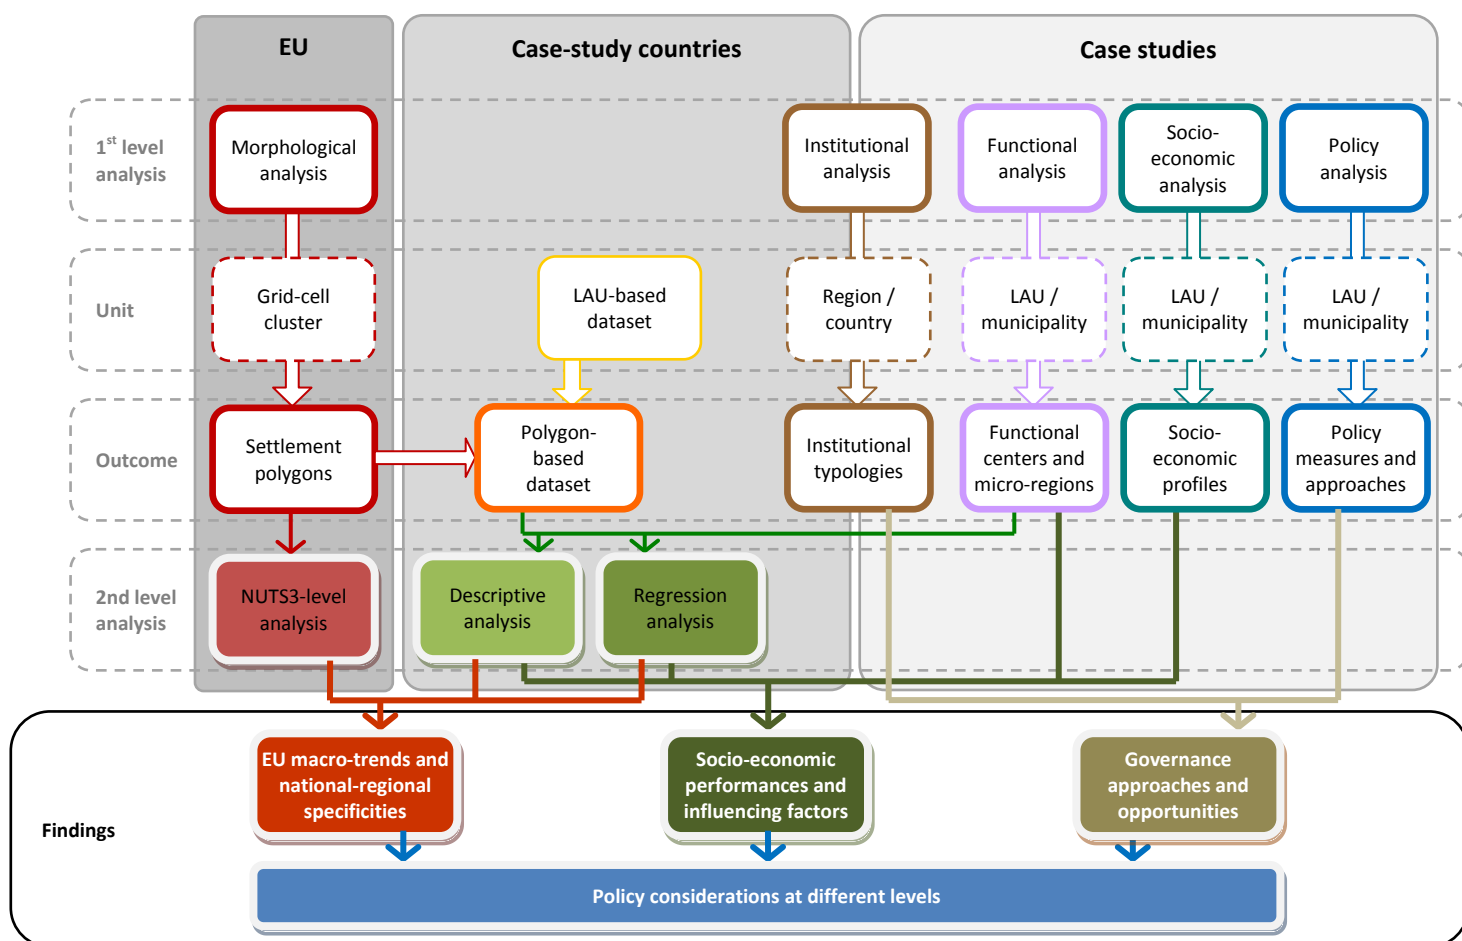 EU
Case-study countries
Case studies
1st level
analysis
Morphological
analysis
Institutional
analysis
Functional
analysis
Socio-
economic
analysis
Policy
analysis
Unit
Grid-cell
cluster
LAU-based
dataset
Region /
country
LAU /
municipality
LAU /
municipality
LAU /
municipality
Outcome
Settlement
polygons
Polygon-
based
dataset
Institutional
typologies
Functional
centers and
micro-regions
Socio-
economic
profiles
Policy
measures and
approaches
2nd level
analysis
NUTS3-level
analysis
Descriptive
analysis
Regression
analysis
Findings
EU macro-trends and
national-regional
specificities
Socio-economic
performances and
influencing factors
Governance
approaches and
opportunities
Policy considerations at different levels